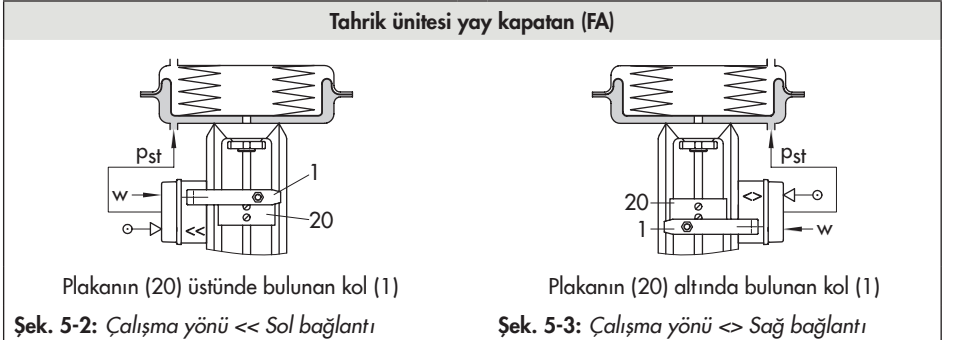 Tahrik ünitesi yay kapatan (FA)
pst
w
1
20
<<
Plakanın (20) üstünde bulunan kol (1)
Şek. 5-2: Çalışma yönü << Sol bağlantı
pst
<>
20
1
w
Plakanın (20) altında bulunan kol (1)
Şek. 5-3: Çalışma yönü <> Sağ bağlantı